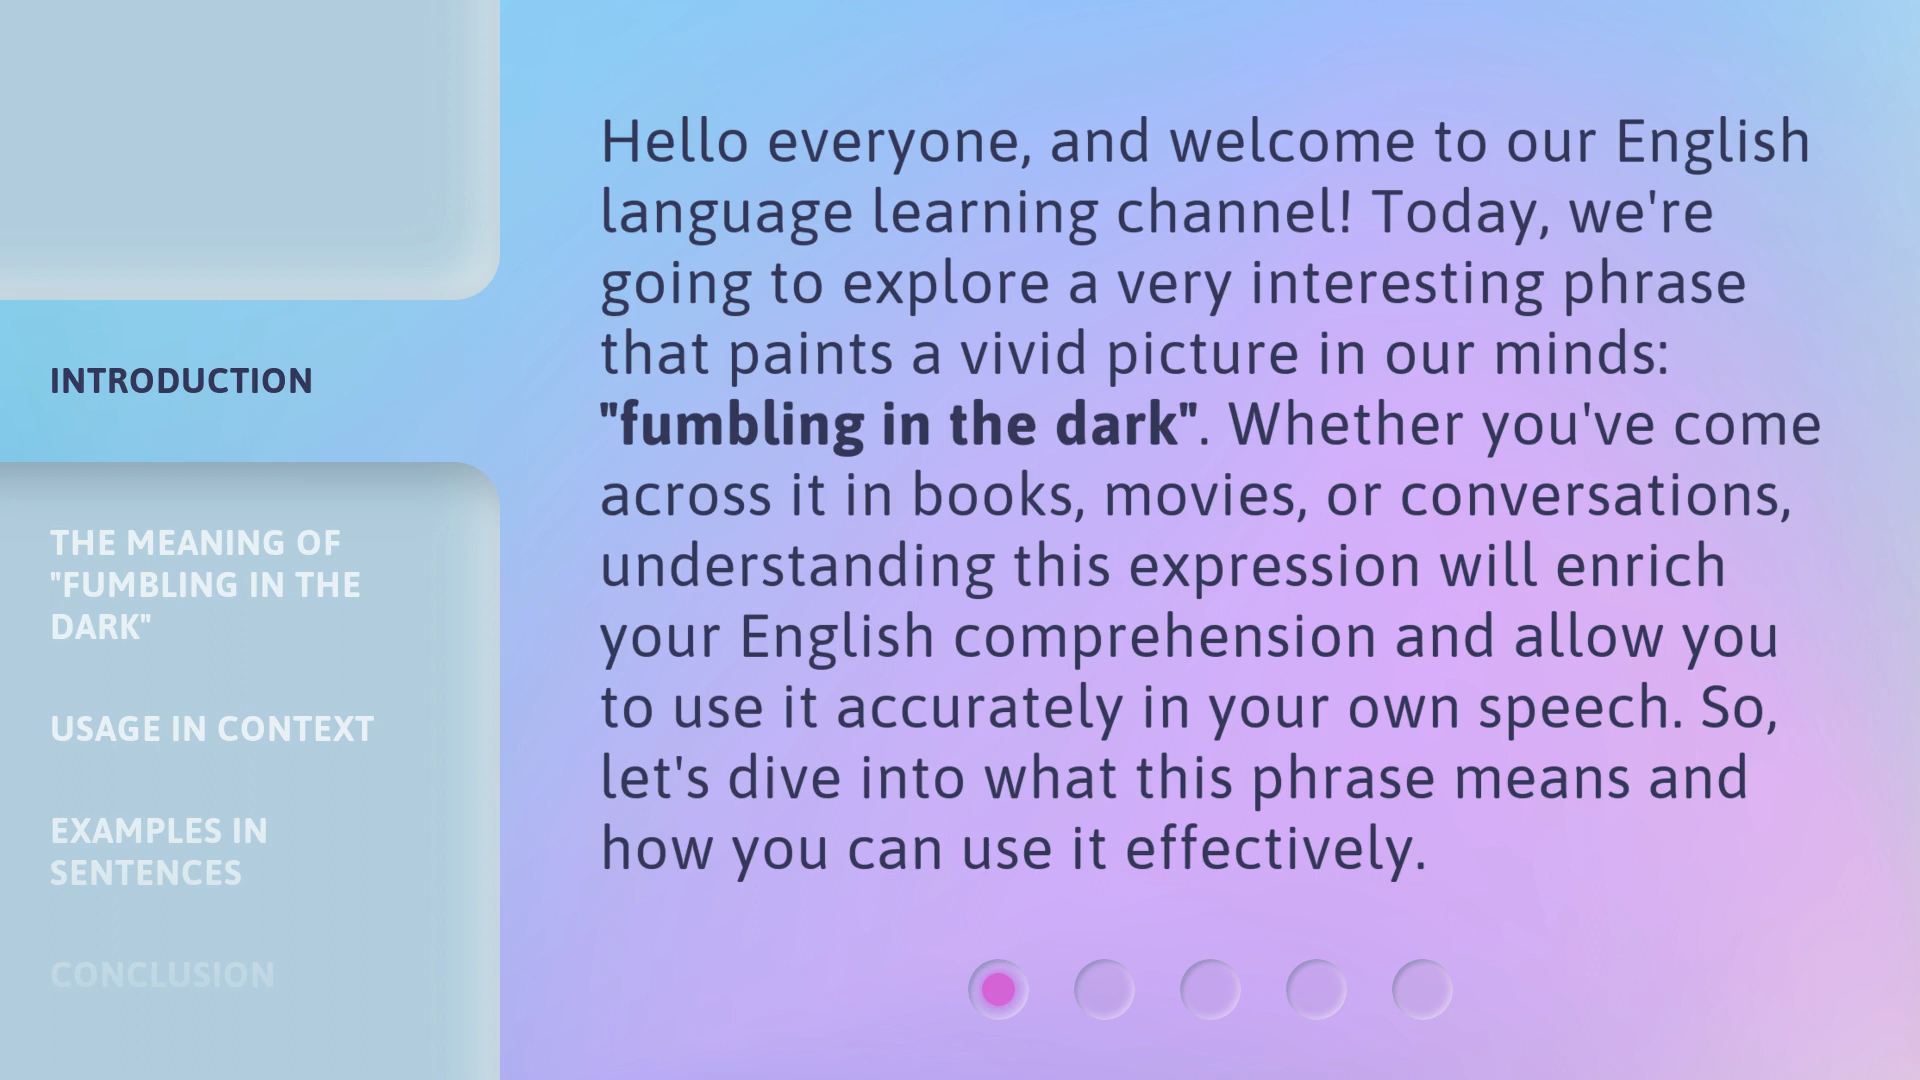 INTRODUCTION
THE MEANING OF
"FUMBLING IN THE
DARK"
USAGE IN CONTEXT
EXAMPLES IN
SENTENCES
CONCLUSION
Hello everyone, and welcome to our English
language learning channel! Today, we're
going to explore a very interesting phrase
that paints a vivid picture in our minds:
"fumbling in the dark". Whether you've come
across it in books, movies, or conversations,
understanding this expression will enrich
your English comprehension and allow you
to use it accurately in your own speech. So,
let's dive into what this phrase means and
how you can use it effectively.